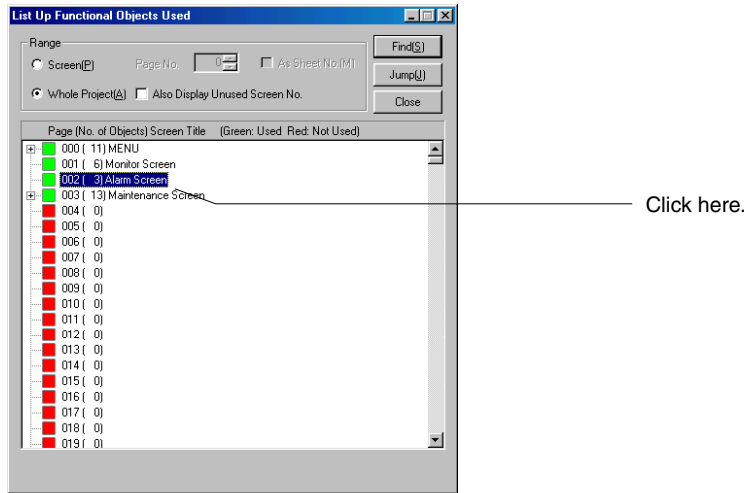 List Up Functional Objects Used
Range
Screen(P) Page No. 0 As Sheet No.(M)
Whole Project(A) Also Display Unused Screen No.
Find(S)
Jump(J)
Close
Page (No. of Objects) Screen Title (Green: Used Red: Not Used)
000 ( 11) MENU
001 ( 6) Monitor Screen
002 ( 3) Alarm Screen
003 ( 13) Maintenance Screen
004 ( 0)
005 ( 0)
006 ( 0)
007 ( 0)
008 ( 0)
009 ( 0)
010 ( 0)
011 ( 0)
012 ( 0)
013 ( 0)
014 ( 0)
015 ( 0)
016 ( 0)
017 ( 0)
018 ( 0)
019 ( 0)
Click here.